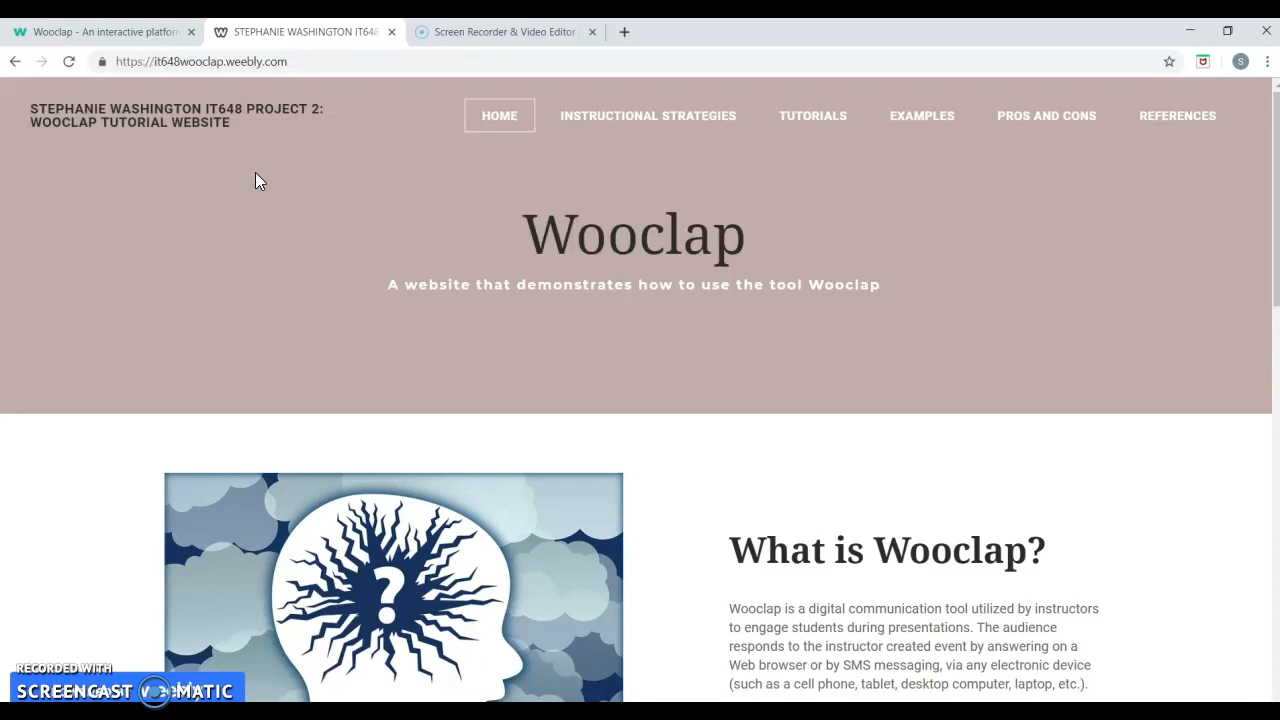 Wooclap - An interactive platfor
STEPHANIE WASHINGTON IT648
Screen Recorder & Video Editor
https://it648wooclap.weebly.com
S
STEPHANIE WASHINGTON IT648 PROJECT 2:
WOOCLAP TUTORIAL WEBSITE
HOME
INSTRUCTIONAL STRATEGIES
TUTORIALS
EXAMPLES
PROS AND CONS
REFERENCES
Wooclap
A website that demonstrates how to use the tool Wooclap
?
What is Wooclap?
Wooclap is a digital communication tool utilized by instructors
to engage students during presentations. The audience
responds to the instructor created event by answering on a
Web browser or by SMS messaging, via any electronic device
(such as a cell phone, tablet, desktop computer, laptop, etc.).
RECORDED WITH
SCREENCAST MATIC